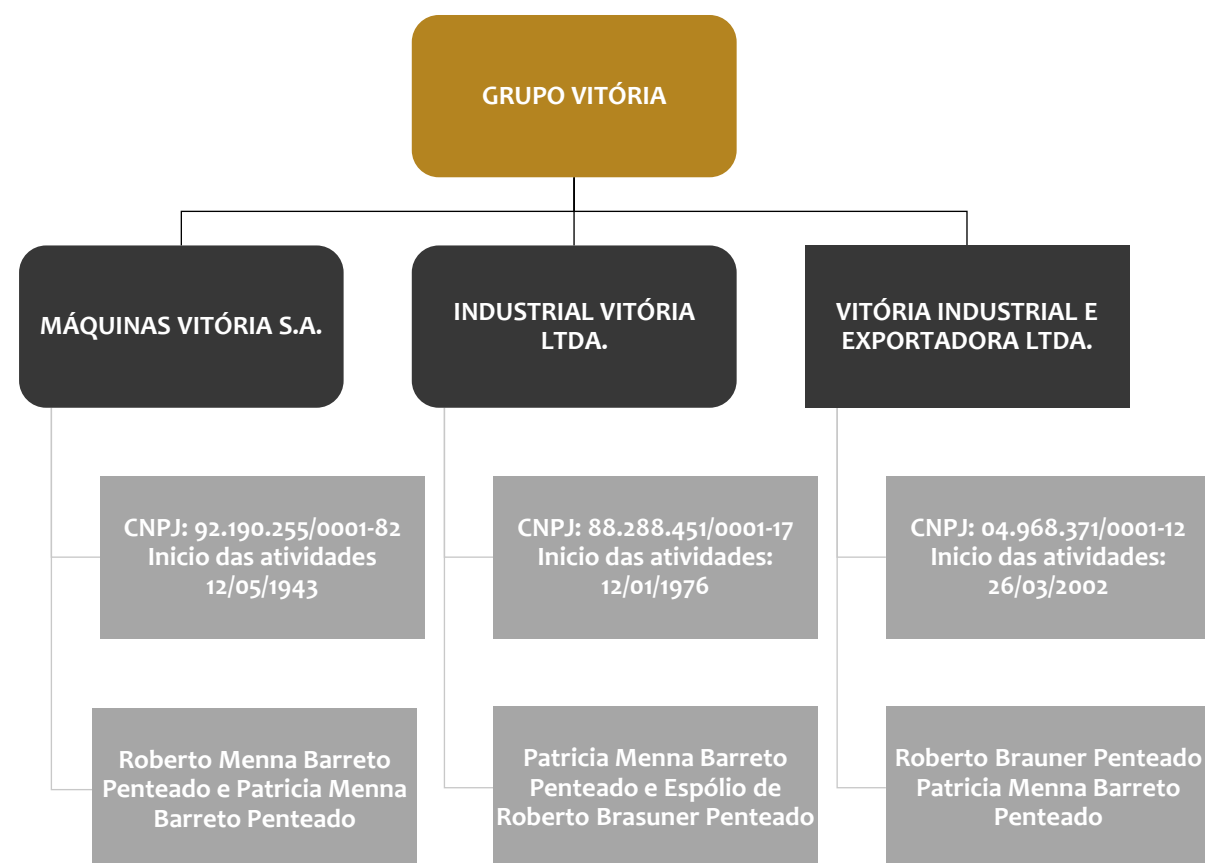 GRUPO VITÓRIA
MÁQUINAS VITÓRIA S.A.
INDUSTRIAL VITÓRIA
LTDA.
VITÓRIA INDUSTRIAL E
EXPORTADORA LTDA.
CNPJ: 92.190.255/0001-82
Inicio das atividades
12/05/1943
CNPJ: 88.288.451/0001-17
Inicio das atividades:
12/01/1976
CNPJ: 04.968.371/0001-12
Inicio das atividades:
26/03/2002
Roberto Menna Barreto
Penteado e Patricia Menna
Barreto Penteado
Patricia Menna Barreto
Penteado e Espólio de
Roberto Brasuner Penteado
Roberto Brauner Penteado
Patricia Menna Barreto
Penteado